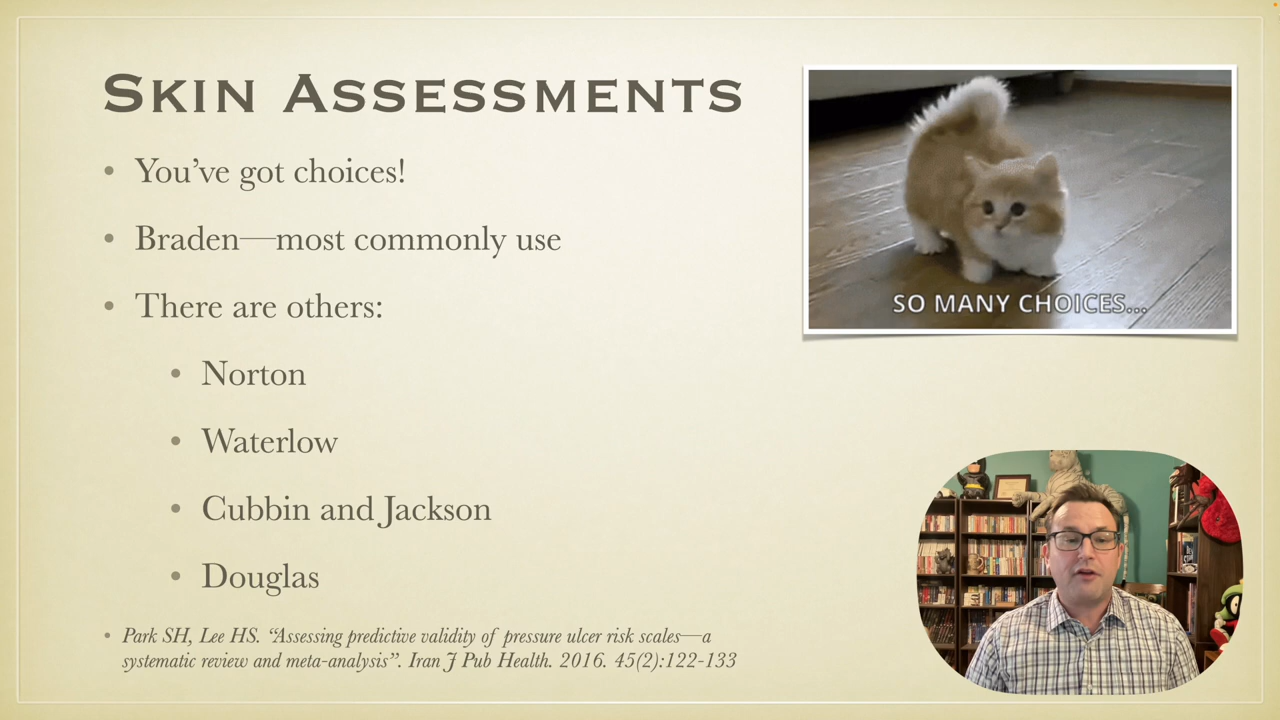 Skin Assessments
• You've got choices!
• Braden—most commonly use
• There are others:
• Norton
• Waterlow
• Cubbin and Jackson
• Douglas
• Park SH, Lee HS. “Assessing predictive validity of pressure ulcer risk scales—a
systematic review and meta-analysis”. Iran J Pub Health. 2016. 45(2):122-133
SO MANY CHOICES...